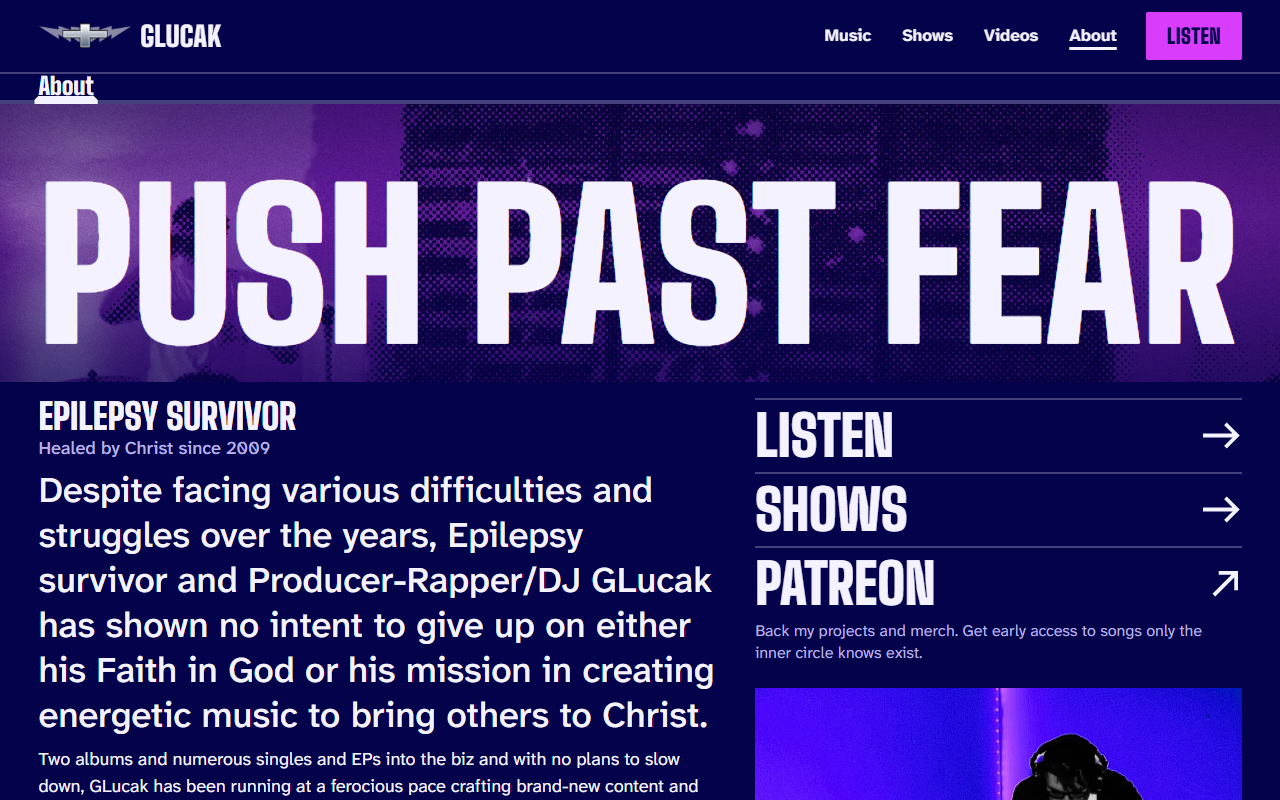 GLUCAK
Music Shows Videos About LISTEN
About
PUSH PAST FEAR
EPILEPSY SURVIVOR
Healed by Christ since 2009
Despite facing various difficulties and
struggles over the years, Epilepsy
survivor and Producer-Rapper/DJ GLucak
has shown no intent to give up on either
his Faith in God or his mission in creating
energetic music to bring others to Christ.
Two albums and numerous singles and EPs into the biz and with no plans to slow
down, GLucak has been running at a ferocious pace crafting brand-new content and
LISTEN
SHOWS
PATREON
Back my projects and merch. Get early access to songs only the
inner circle knows exist.